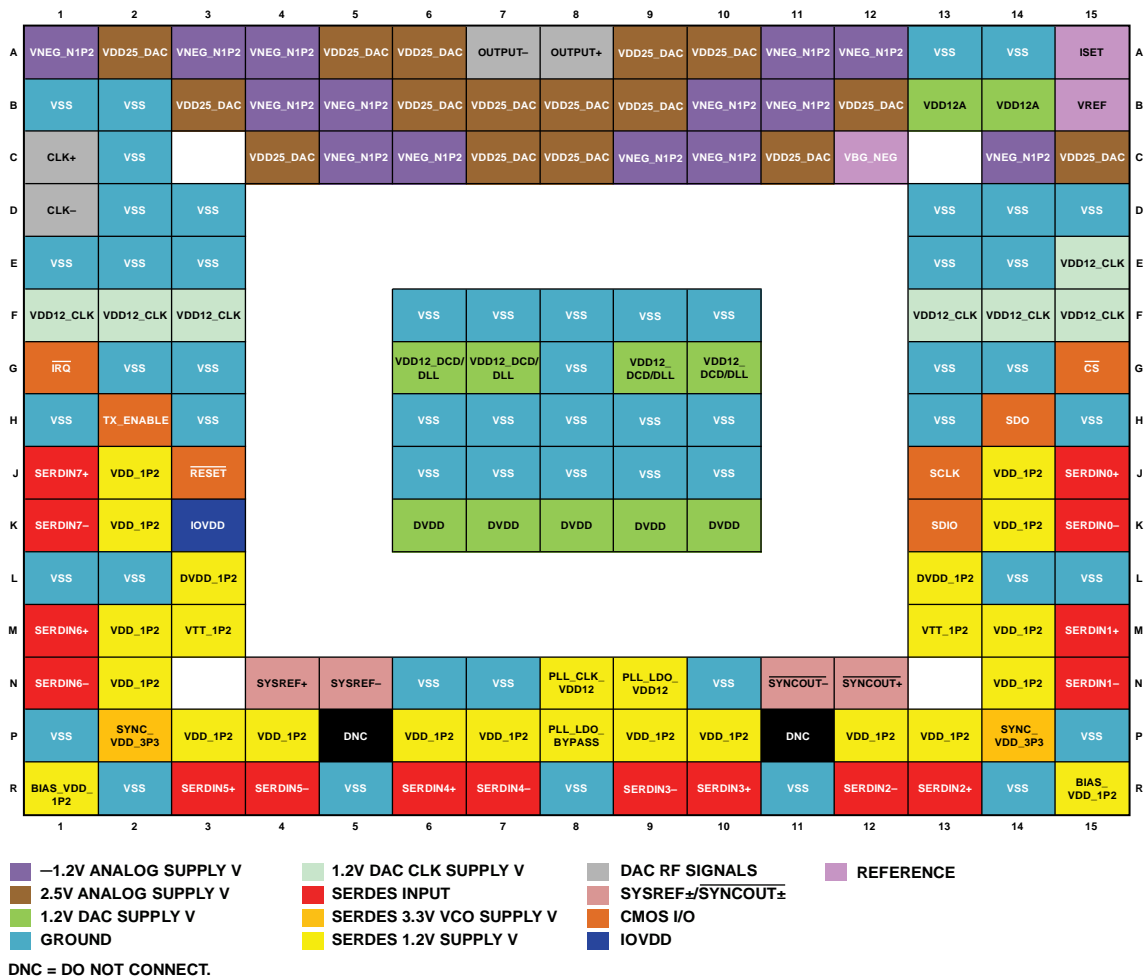 1 2 3 4 5 6 7 8 9 10 11 12 13 14 15
A VNEG_N1P2 VDD25_DAC VNEG_N1P2 VNEG_N1P2 VDD25_DAC VDD25_DAC OUTPUT– OUTPUT+ VDD25_DAC VDD25_DAC VNEG_N1P2 VNEG_N1P2 VSS VSS ISET A
B VSS VSS VDD25_DAC VNEG_N1P2 VNEG_N1P2 VDD25_DAC VDD25_DAC VDD25_DAC VDD25_DAC VNEG_N1P2 VNEG_N1P2 VDD25_DAC VDD12A VDD12A VREF B
C CLK+ VSS VDD25_DAC VNEG_N1P2 VNEG_N1P2 VDD25_DAC VDD25_DAC VNEG_N1P2 VNEG_N1P2 VDD25_DAC VBG_NEG VNEG_N1P2 VDD25_DAC C
D CLK– VSS VSS VSS VSS VSS D
E VSS VSS VSS VSS VSS VDD12_CLK E
F VDD12_CLK VDD12_CLK VDD12_CLK VSS VSS VSS VSS VSS VDD12_CLK VDD12_CLK VDD12_CLK F
G IRQ VSS VSS VDD12_DCD/DLL VDD12_DCD/DLL VSS VDD12_DCD/DLL VDD12_DCD/DLL VSS VSS CS G
H VSS TX_ENABLE VSS VSS VSS VSS VSS VSS VSS SDO VSS H
J SERDIN7+ VDD_1P2 RESET VSS VSS VSS VSS VSS SCLK VDD_1P2 SERDIN0+ J
K SERDIN7– VDD_1P2 IOVDD DVDD DVDD DVDD DVDD DVDD SDIO VDD_1P2 SERDIN0– K
L VSS VSS DVDD_1P2 DVDD_1P2 VSS VSS L
M SERDIN6+ VDD_1P2 VTT_1P2 VTT_1P2 VDD_1P2 SERDIN1+ M
N SERDIN6– VDD_1P2 SYSREF+ SYSREF– VSS VSS PLL_CLK_VDD12 PLL_LDO_VDD12 VSS SYNCOUT– SYNCOUT+ VDD_1P2 SERDIN1– N
P VSS SYNC_VDD_3P3 VDD_1P2 VDD_1P2 DNC VDD_1P2 VDD_1P2 PLL_LDO_BYPASS VDD_1P2 VDD_1P2 DNC VDD_1P2 VDD_1P2 SYNC_VDD_3P3 VSS P
R BIAS_VDD_1P2 VSS SERDIN5+ SERDIN5– VSS SERDIN4+ SERDIN4– VSS SERDIN3– SERDIN3+ VSS SERDIN2– SERDIN2+ VSS BIAS_VDD_1P2 R
1 2 3 4 5 6 7 8 9 10 11 12 13 14 15
–1.2V ANALOG SUPPLY V
2.5V ANALOG SUPPLY V
1.2V DAC SUPPLY V
GROUND
1.2V DAC CLK SUPPLY V
SERDES INPUT
SERDES 3.3V VCO SUPPLY V
SERDES 1.2V SUPPLY V
DAC RF SIGNALS
SYSREF±/SYNCOUT±
CMOS I/O
IOVDD
REFERENCE
DNC = DO NOT CONNECT.